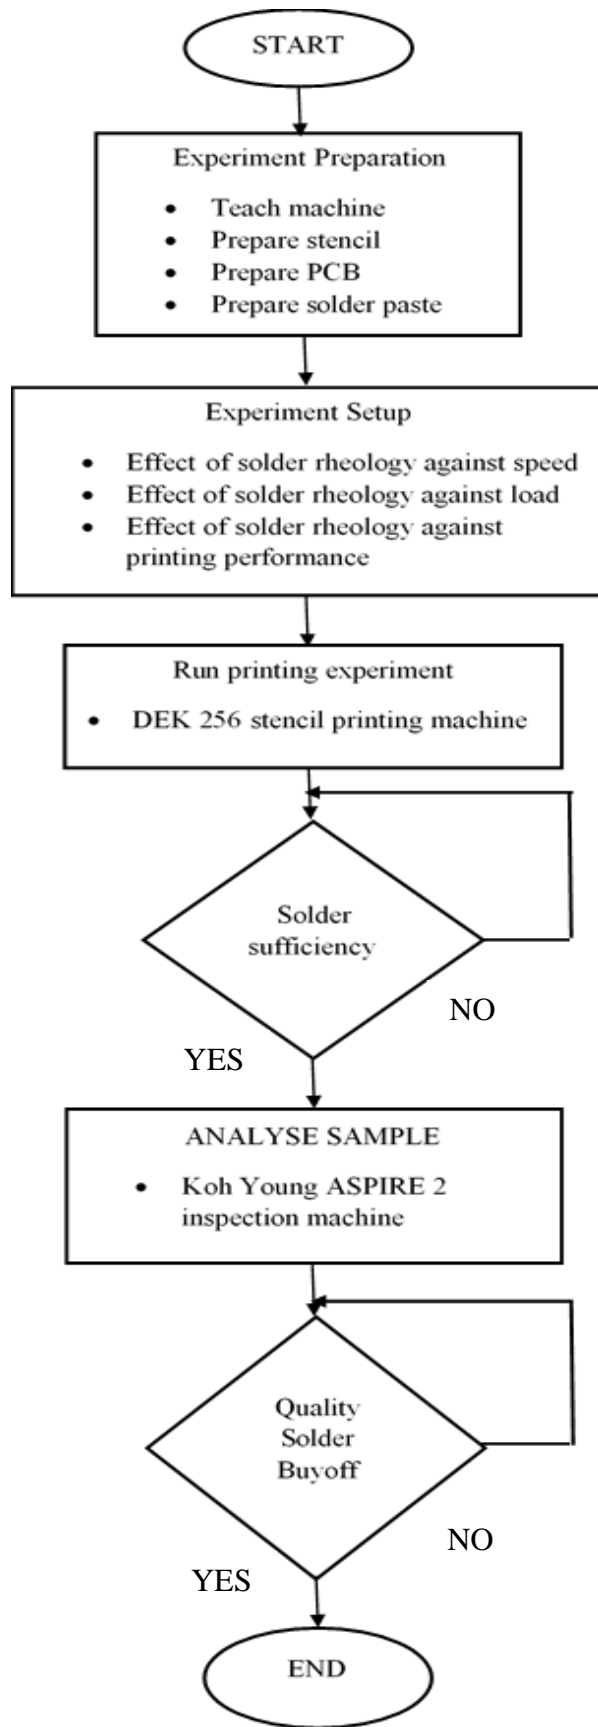 START
Experiment Preparation
• Teach machine
• Prepare stencil
• Prepare PCB
• Prepare solder paste
Experiment Setup
• Effect of solder rheology against speed
• Effect of solder rheology against load
• Effect of solder rheology against
printing performance
Run printing experiment
• DEK 256 stencil printing machine
Solder
sufficiency
NO
YES
ANALYSE SAMPLE
• Koh Young ASPIRE 2
inspection machine
Quality
Solder
Buyoff
NO
YES
END